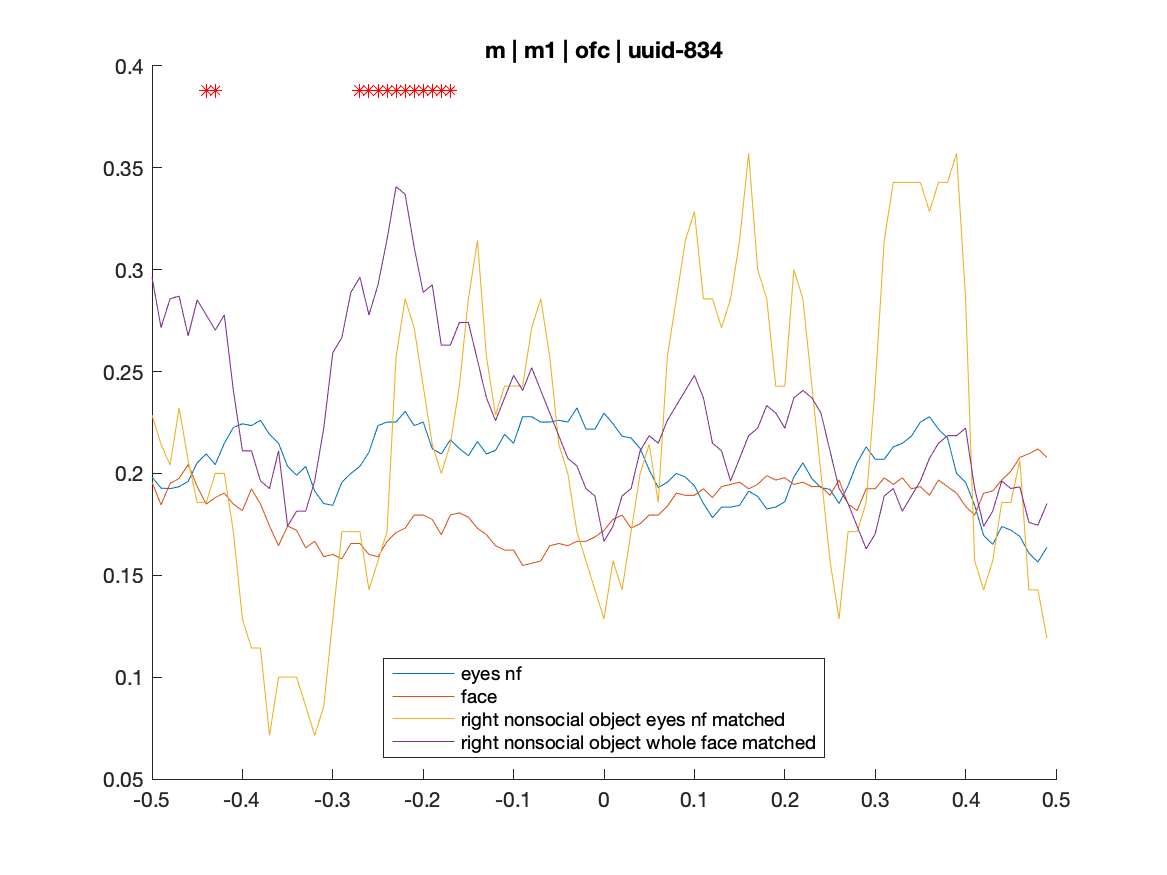 m | m1 | ofc | uuid-834
0.4
0.35
0.3
0.25
0.2
0.15
0.1
0.05
-0.5 -0.4 -0.3 -0.2 -0.1 0 0.1 0.2 0.3 0.4 0.5
eyes nf
face
right nonsocial object eyes nf matched
right nonsocial object whole face matched